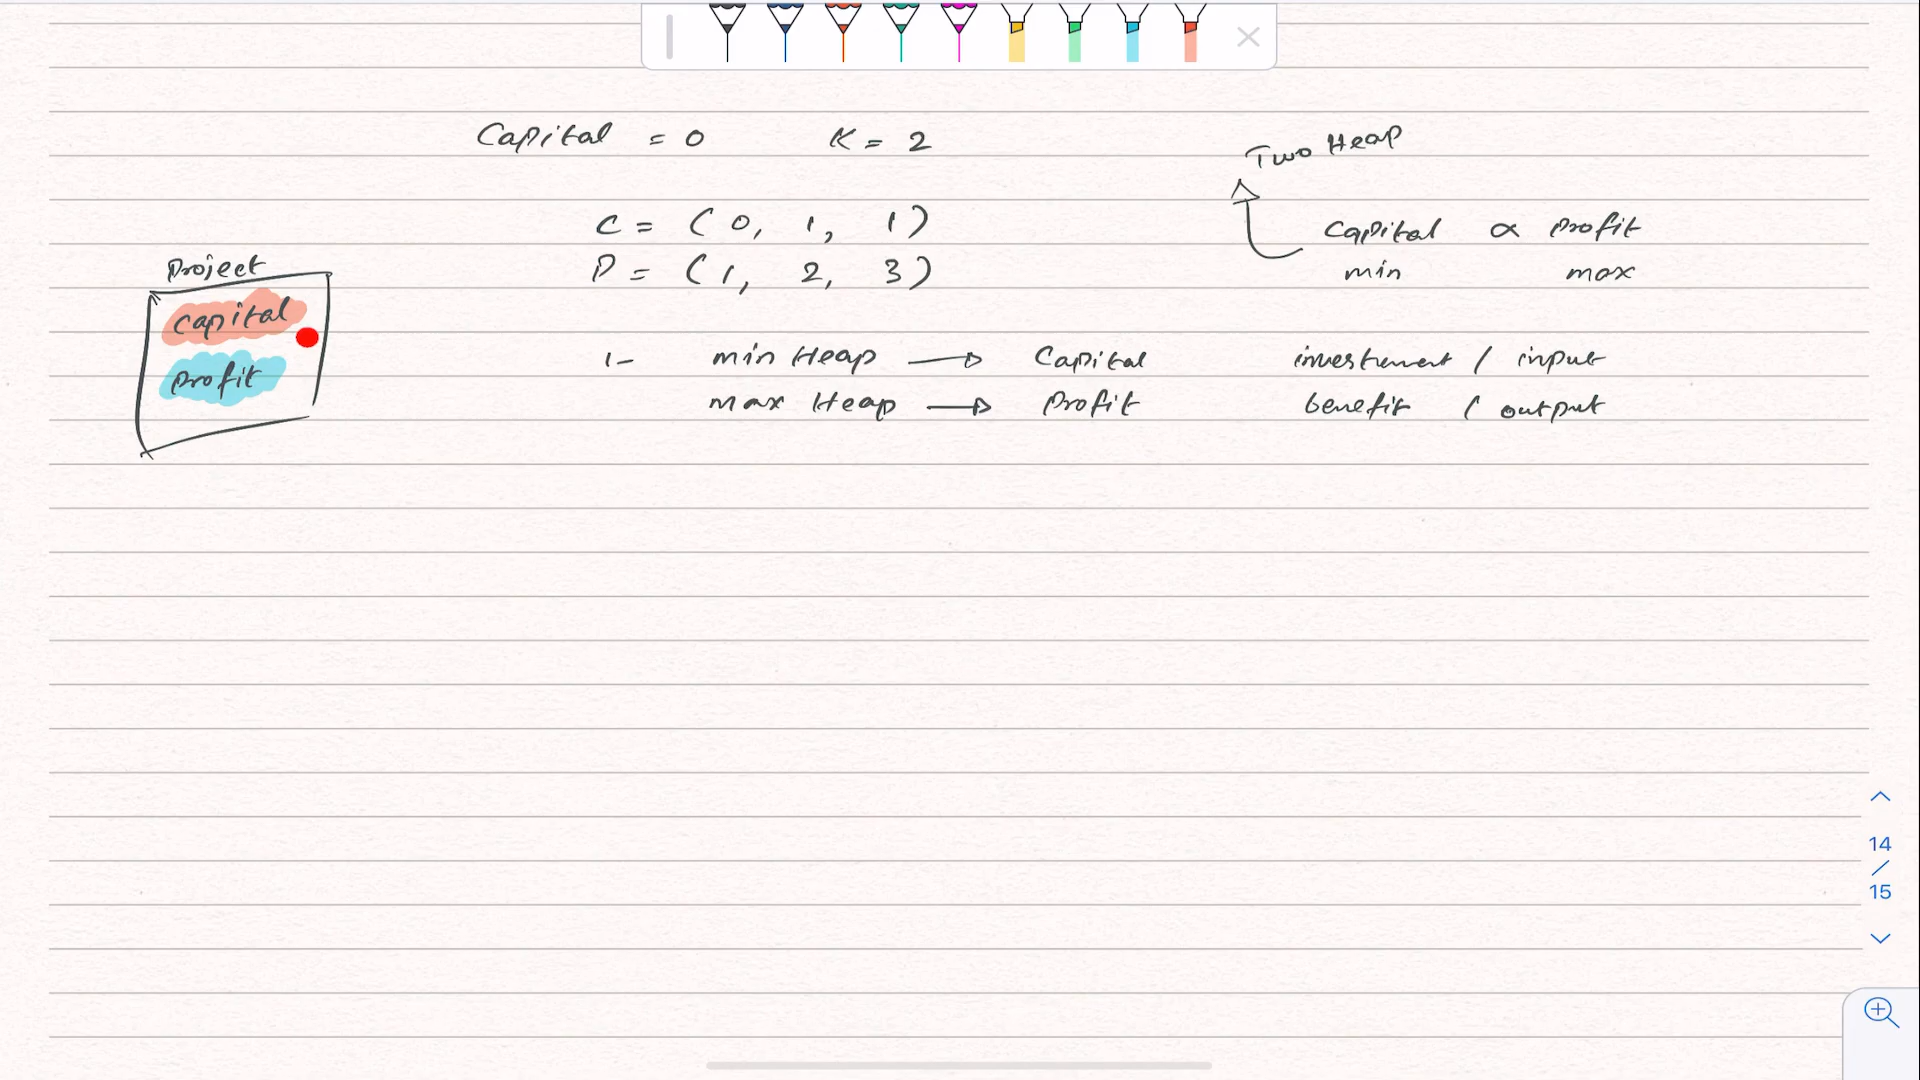 Capital = 0 K = 2
Two Heap
C = ( 0, 1, 1 )
P = ( 1, 2, 3 )
Capital ∝ Profit
min max
Project
Capital
Profit
1- min Heap → Capital investment / input
max Heap → Profit benefit / output
14
/
15